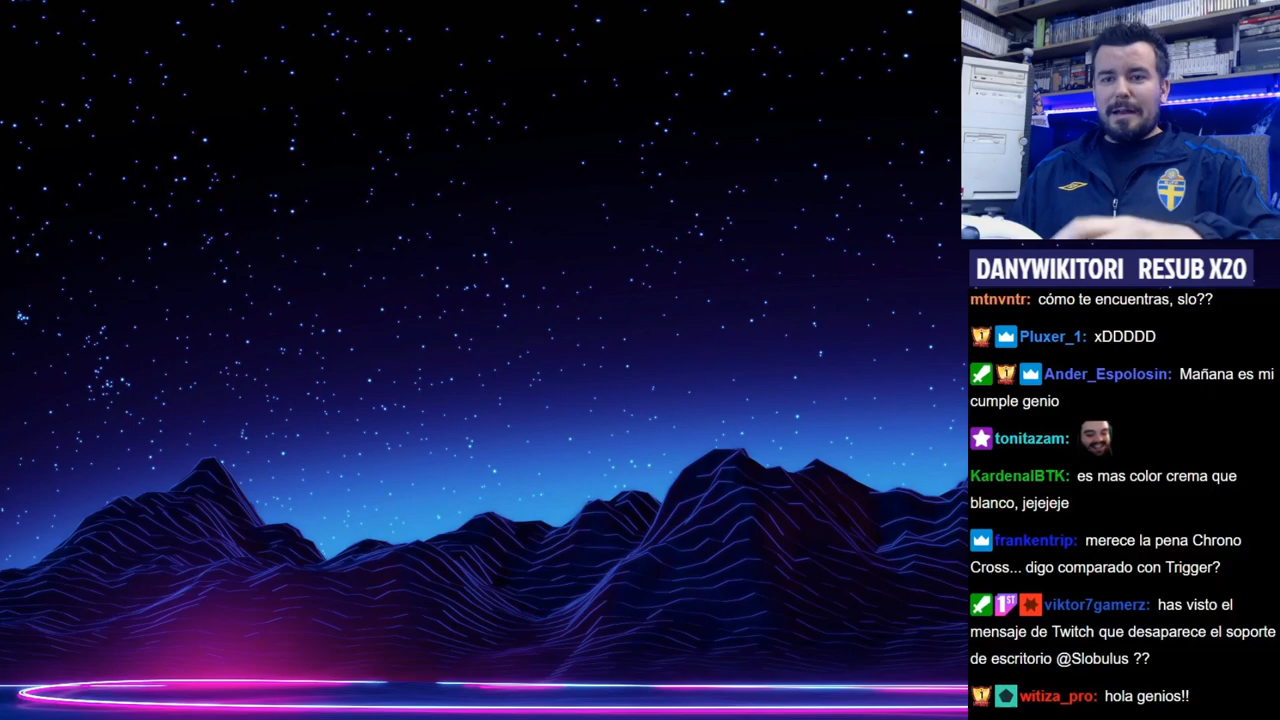 DANYWIKITORI RESUB X20
mtnvntr: cómo te encuentras, slo??
Pluxer_1: xDDDDD
Ander_Espolosin: Mañana es mi
cumple genio
tonitazam:
KardenalBTK: es mas color crema que
blanco, jejejeje
frankentrip: merece la pena Chrono
Cross... digo comparado con Trigger?
1ST viktor7gamerz: has visto el
mensaje de Twitch que desaparece el soporte
de escritorio @Slobulus ??
witiza_pro: hola genios!!